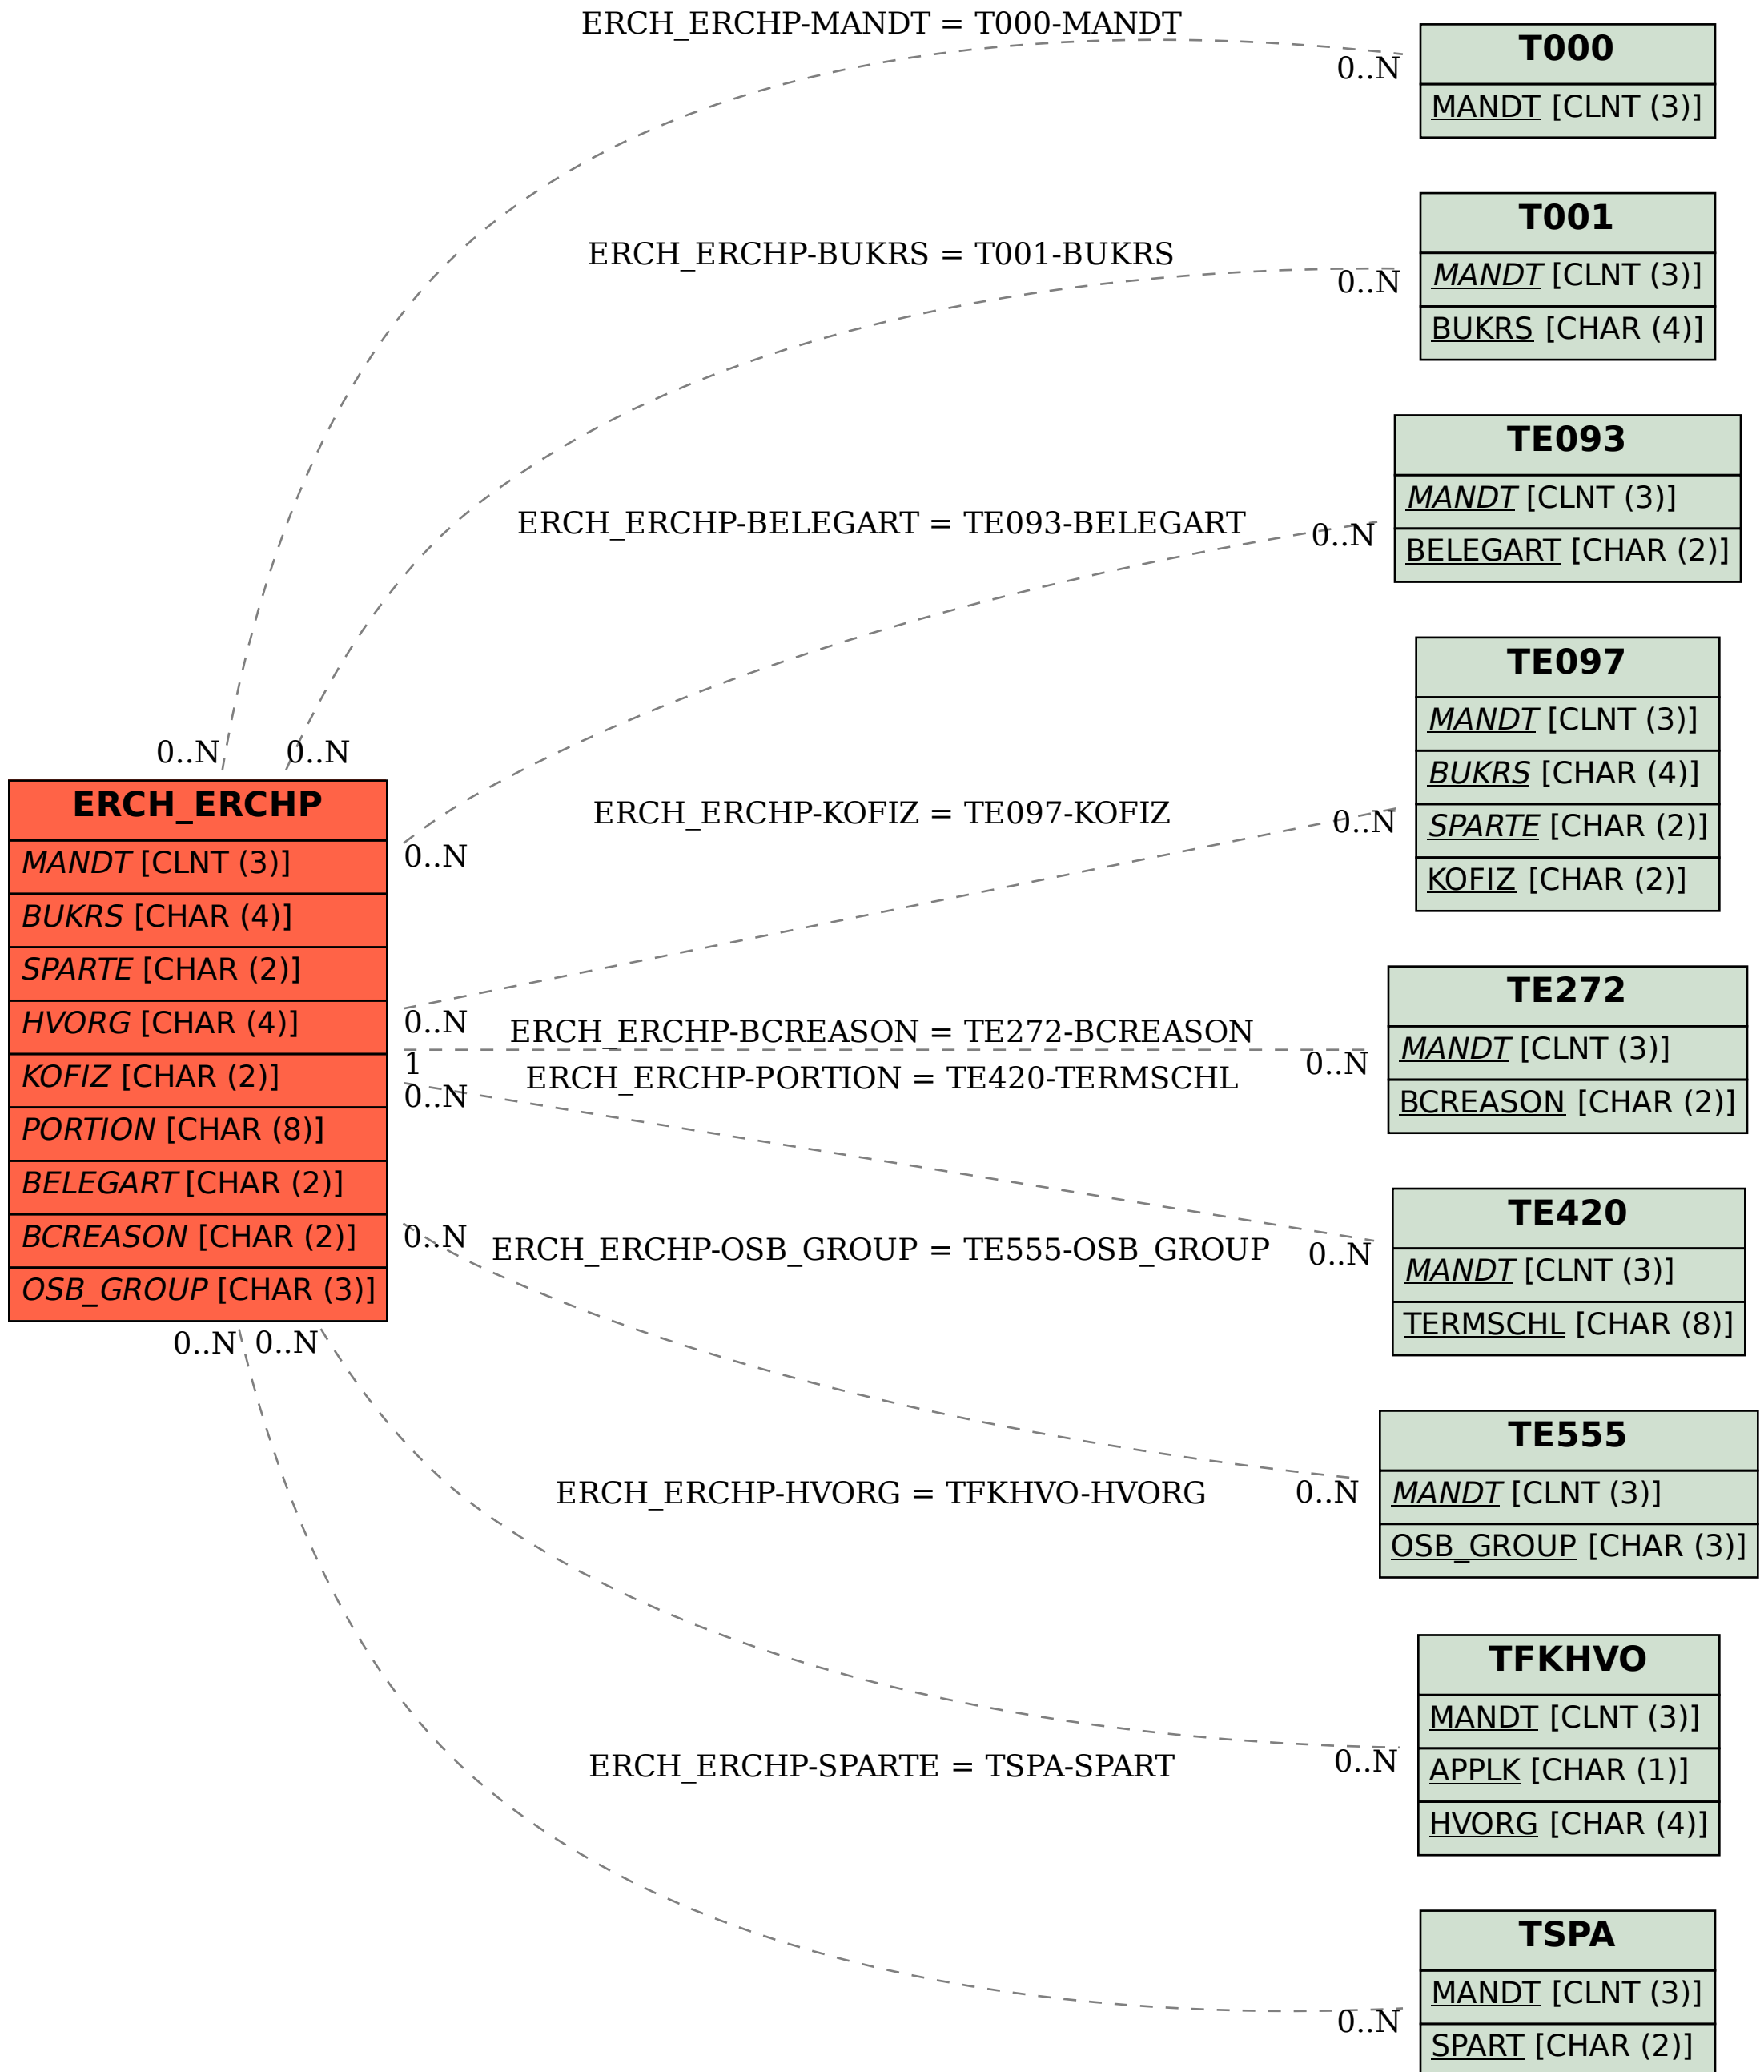 ERCH_ERCHP-MANDT = T000-MANDT
0..N
T000
MANDT [CLNT (3)]
ERCH_ERCHP-BUKRS = T001-BUKRS
0..N
T001
MANDT [CLNT (3)]
BUKRS [CHAR (4)]
ERCH_ERCHP-BELEGART = TE093-BELEGART
0..N
TE093
MANDT [CLNT (3)]
BELEGART [CHAR (2)]
ERCH_ERCHP-KOFIZ = TE097-KOFIZ
0..N
TE097
MANDT [CLNT (3)]
BUKRS [CHAR (4)]
SPARTE [CHAR (2)]
KOFIZ [CHAR (2)]
0..N
0..N
ERCH_ERCHP
MANDT [CLNT (3)]
BUKRS [CHAR (4)]
SPARTE [CHAR (2)]
HVORG [CHAR (4)]
KOFIZ [CHAR (2)]
PORTION [CHAR (8)]
BELEGART [CHAR (2)]
BCREASON [CHAR (2)]
OSB_GROUP [CHAR (3)]
0..N
0..N
1
0..N
0..N
0..N
0..N
ERCH_ERCHP-BCREASON = TE272-BCREASON
0..N
TE272
MANDT [CLNT (3)]
BCREASON [CHAR (2)]
ERCH_ERCHP-PORTION = TE420-TERMSCHL
0..N
TE420
MANDT [CLNT (3)]
TERMSCHL [CHAR (8)]
ERCH_ERCHP-OSB_GROUP = TE555-OSB_GROUP
0..N
TE555
MANDT [CLNT (3)]
OSB_GROUP [CHAR (3)]
ERCH_ERCHP-HVORG = TFKHVO-HVORG
0..N
TFKHVO
MANDT [CLNT (3)]
APPLK [CHAR (1)]
HVORG [CHAR (4)]
ERCH_ERCHP-SPARTE = TSPA-SPART
0..N
TSPA
MANDT [CLNT (3)]
SPART [CHAR (2)]